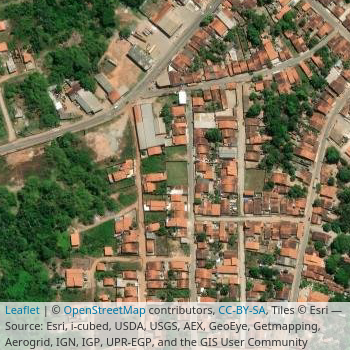 Leaflet | © OpenStreetMap contributors, CC-BY-SA, Tiles © Esri —
Source: Esri, i-cubed, USDA, USGS, AEX, GeoEye, Getmapping,
Aerogrid, IGN, IGP, UPR-EGP, and the GIS User Community